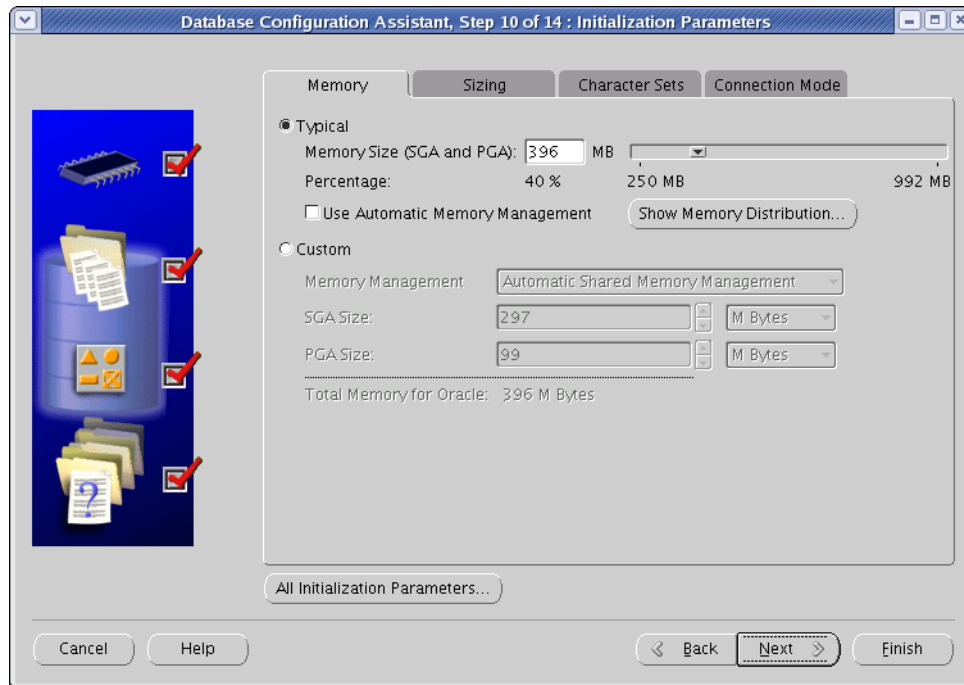 Database Configuration Assistant, Step 10 of 14 : Initialization Parameters
Memory Sizing Character Sets Connection Mode
Typical
Memory Size (SGA and PGA): 396 MB
Percentage: 40 % 250 MB 992 MB
Use Automatic Memory Management Show Memory Distribution...
Custom
Memory Management Automatic Shared Memory Management
SGA Size: 297 M Bytes
PGA Size: 99 M Bytes
Total Memory for Oracle: 396 M Bytes
?
All Initialization Parameters...
Cancel Help Back Next Finish